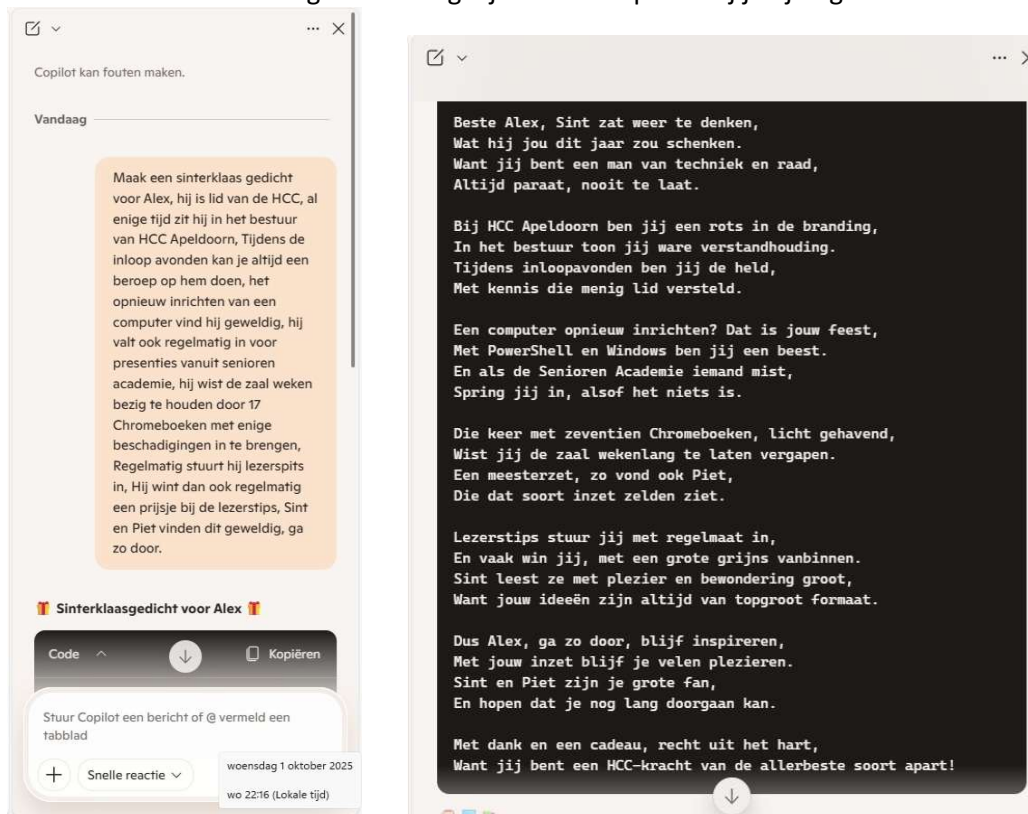 Copilot kan fouten maken.
Vandaag
Maak een sinterklaas gedicht
voor Alex, hij is lid van de HCC, al
enige tijd zit hij in het bestuur
van HCC Apeldoorn, Tijdens de
inloop avonden kan je altijd een
beroep op hem doen, het
opnieuw inrichten van een
computer vind hij geweldig, hij
valt ook regelmatig in voor
presenties vanuit senioren
academie, hij wist de zaal weken
bezig te houden door 17
Chromeboeken met enige
beschadigingen in te brengen,
Regelmatig stuurt hij lezerspits
in, Hij wint dan ook regelmatig
een prijsje bij de lezerstips, Sint
en Piet vinden dit geweldig, ga
zo door.
Sinterklaasgedicht voor Alex
Code
Kopiëren
Stuur Copilot een bericht of @ vermeld een
tabblad
Snelle reactie
woensdag 1 oktober 2025
wo 22:16 (Lokale tijd)
Beste Alex, Sint zat weer te denken,
Wat hij jou dit jaar zou schenken.
Want jij bent een man van techniek en raad,
Altijd paraat, nooit te laat.
Bij HCC Apeldoorn ben jij een rots in de branding,
In het bestuur toon jij ware verstandhouding.
Tijdens inloopavonden ben jij de held,
Met kennis die menig lid versteld.
Een computer opnieuw inrichten? Dat is jouw feest,
Met PowerShell en Windows ben jij een beest.
En als de Senioren Academie iemand mist,
Spring jij in, alsof het niets is.
Die keer met zeventien Chromeboeken, licht gehavend,
Wist jij de zaal wekenlang te laten vergapen.
Een meesterzet, zo vond ook Piet,
Die dat soort inzet zelden ziet.
Lezerstips stuur jij met regelmaat in,
En vaak win jij, met een grote grijns vanbinnen.
Sint leest ze met plezier en bewondering groot,
Want jouw ideeën zijn altijd van topgroot formaat.
Dus Alex, ga zo door, blijf inspireren,
Met jouw inzet blijf je velen plezieren.
Sint en Piet zijn je grote fan,
En hopen dat je nog lang doorgaan kan.
Met dank en een cadeau, recht uit het hart,
Want jij bent een HCC-kracht van de allerbeste soort apart!